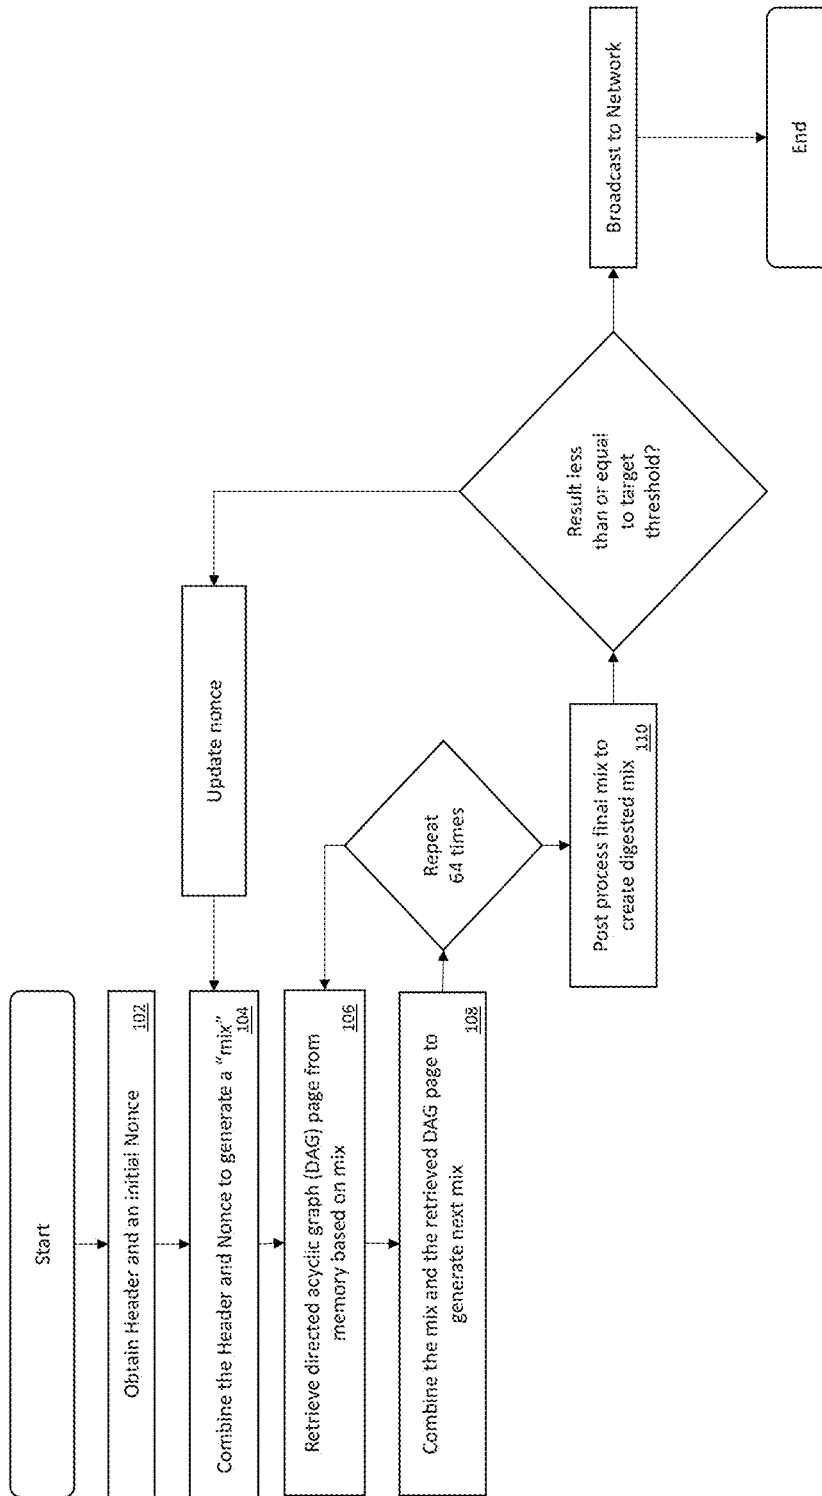 Start
Obtain Header and an initial Nonce
102
Combine the Header and Nonce to generate a “mix”
104
Retrieve directed acyclic graph (DAG) page from
memory based on mix
106
Combine the mix and the retrieved DAG page to
generate next mix
108
Repeat
64 times
Update nonce
Post process final mix to
create digested mix
110
Result less
than or equal
to target
threshold?
Broadcast to Network
End